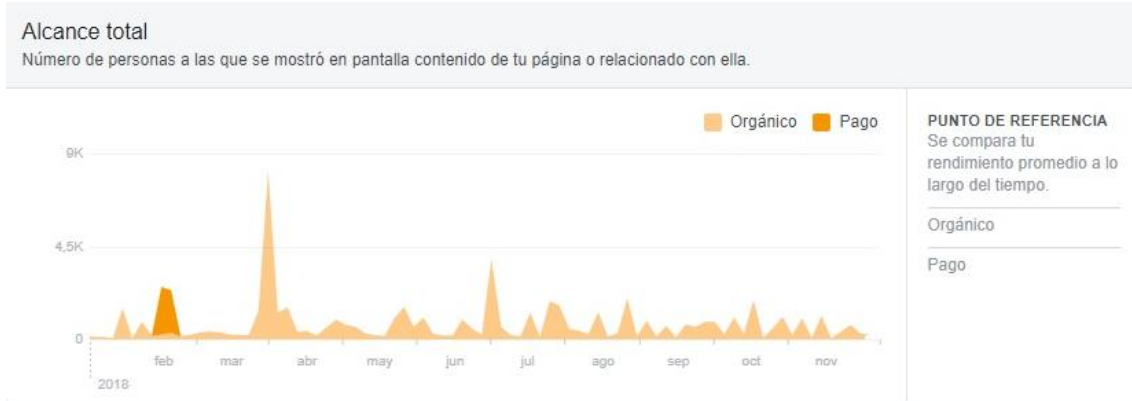 Alcance total
Número de personas a las que se mostró en pantalla contenido de tu página o relacionado con ella.
Orgánico Pago
9K
4,5K
0
feb mar abr may jun jul ago sep oct nov
2018
PUNTO DE REFERENCIA
Se compara tu
rendimiento promedio a lo
largo del tiempo.
Orgánico
Pago